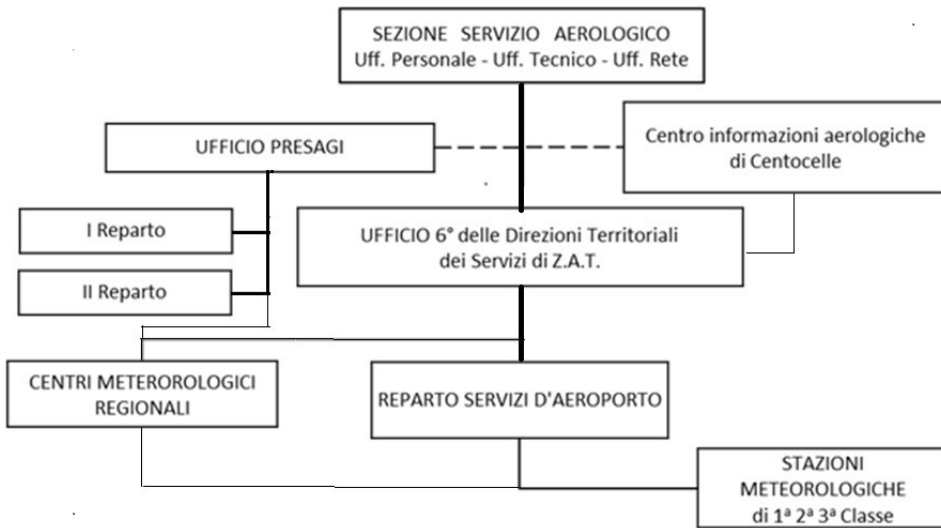 SEZIONE SERVIZIO AEROLOGICO
Uff. Personale - Uff. Tecnico - Uff. Rete
UFFICIO PRESAGI
Centro informazioni aerologiche
di Centocelle
I Reparto
II Reparto
UFFICIO 6° delle Direzioni Territoriali
dei Servizi di Z.A.T.
CENTRI METEROROLOGICI
REGIONALI
REPARTO SERVIZI D'AEROPORTO
STAZIONI
METEOROLOGICHE
di 1ª 2ª 3ª Classe